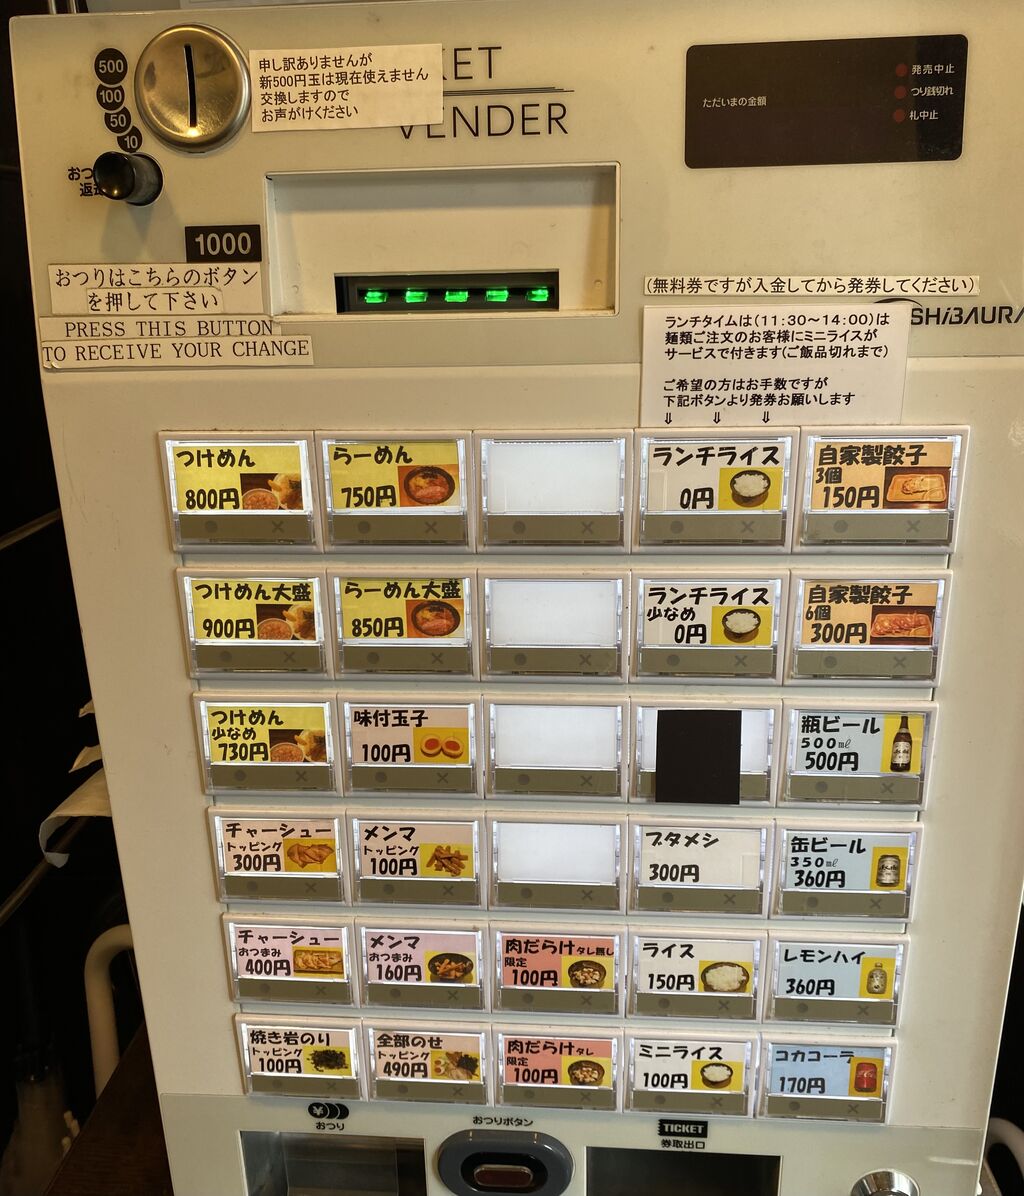 500
100
50
10
申し訳ありませんが
新500円玉は現在使えません
交換しますので
お声がけください
KET
VENDER
ただいまの金額
発売中止
つり銭切れ
札中止
おつ
返
1000
おつりはこちらのボタン
を押して下さい
PRESS THIS BUTTON
TO RECEIVE YOUR CHANGE
(無料券ですが入金してから発券してください)
SHiBAURA
ランチタイムは(11:30～14:00)は
麺類ご注文のお客様にミニライスが
サービスで付きます(ご飯品切れまで)
ご希望の方はお手数ですが
下記ボタンより発券お願いします
⇓ ⇓ ⇓
つけめん
800円
らーめん
750円
ランチライス
0円
自家製餃子
3個
150円
つけめん大盛
900円
らーめん大盛
850円
ランチライス
少なめ
0円
自家製餃子
6個
300円
つけめん
少なめ
730円
味付玉子
100円
瓶ビール
500㎖
500円
チャーシュー
トッピング
300円
メンマ
トッピング
100円
ブタメシ
300円
缶ビール
350㎖
360円
チャーシュー
おつまみ
400円
メンマ
おつまみ
160円
肉だらけタレ無し
限定
100円
ライス
150円
レモンハイ
360円
焼き岩のり
トッピング
100円
全部のせ
トッピング
490円
肉だらけタレ
限定
100円
ミニライス
100円
コカコーラ
170円
¥
おつり
おつりボタン
TICKET
券取出口